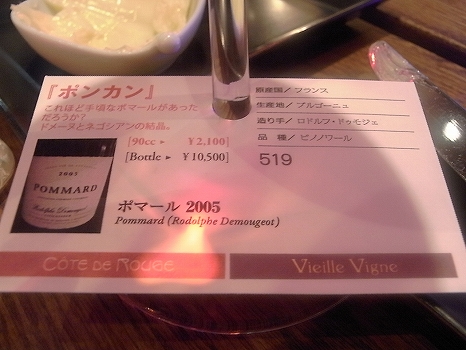 『ポンカン』
これほど手頃なポマールがあった
だろうか?
ドメーヌとネゴシアンの結晶。
[90cc ► ¥2,100]
[Bottle ► ¥10,500]
原産国/ フランス
生産地/ ブルゴーニュ
造り手/ ロドルフ・ドゥモジェ
品 種/ ピノノワール
519
POMMARD
Rodolphe Demougeot
ポマール 2005
Pommard (Rodolphe Demougeot)
CÔTE DE ROUGE
VIEILLE VIGNE